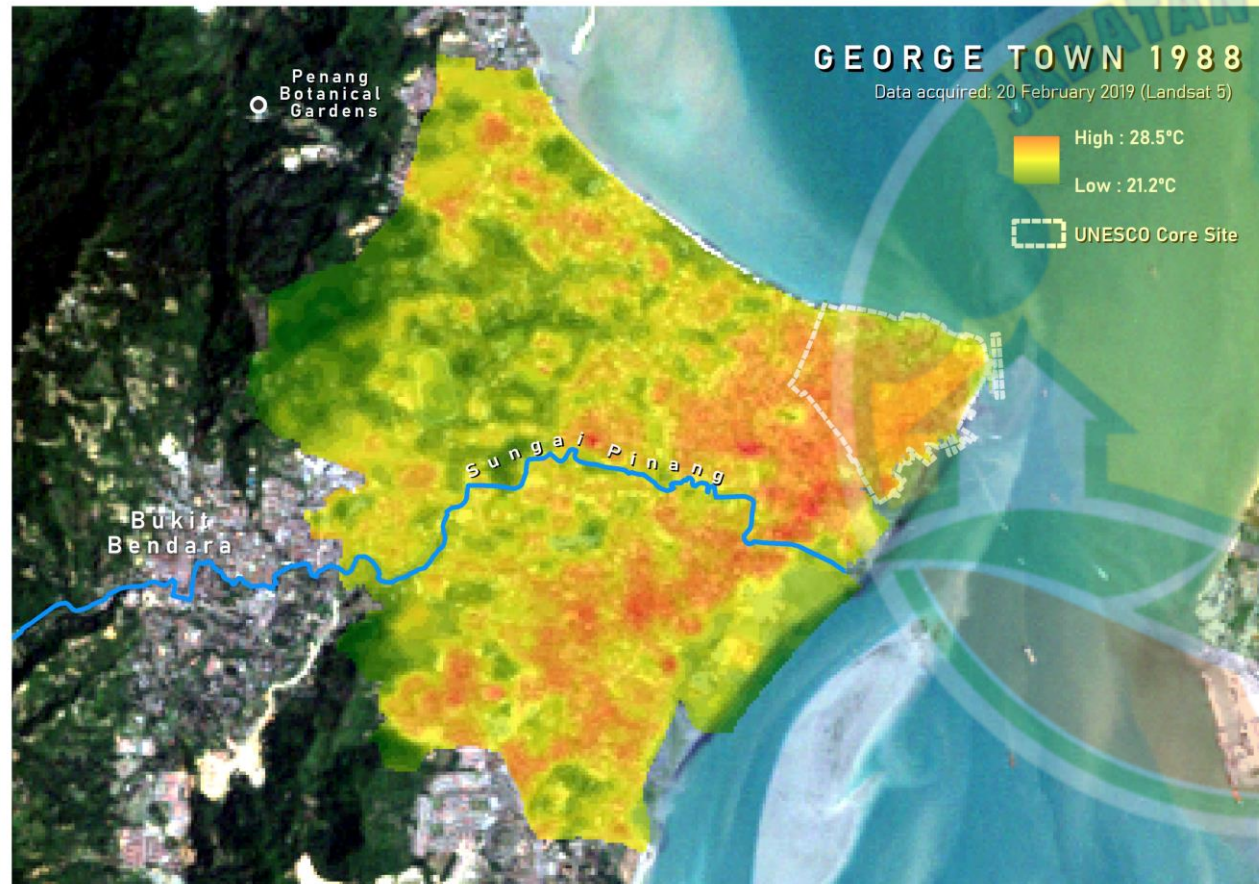 GEORGE TOWN 1988
Data acquired: 20 February 2019 (Landsat 5)
High : 28.5°C
Low : 21.2°C
UNESCO Core Site
Penang
Botanical
Gardens
Sungai Pinang
Bukit
Bendara
JABATAN